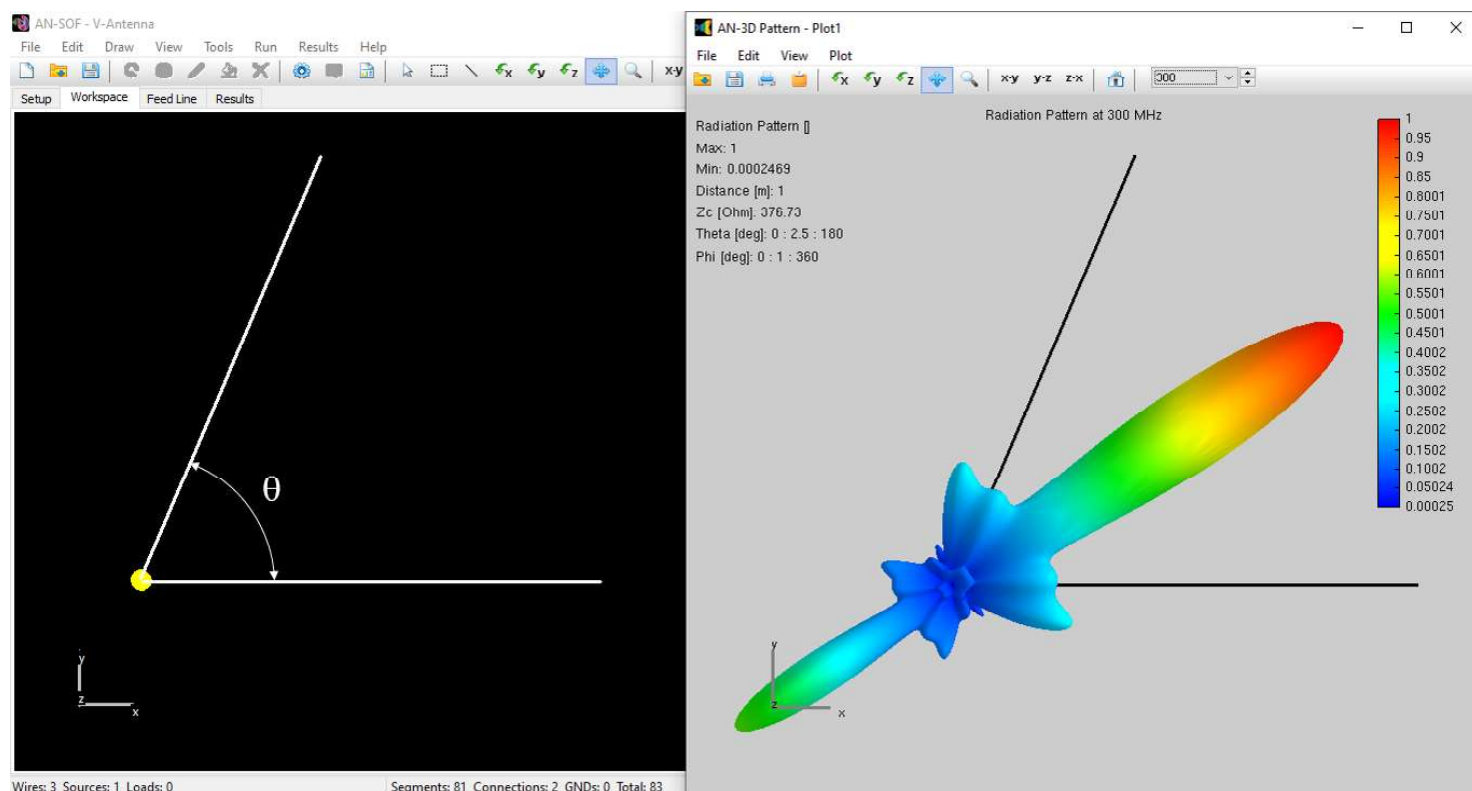 AN-SOF - V-Antenna
File Edit Draw View Tools Run Results Help
x-y
Setup Workspace Feed Line Results
θ
y
z
x
Wires: 3 Sources: 1 Loads: 0
Segments: 81 Connections: 2 GNDs: 0 Total: 83
AN-3D Pattern - Plot1
File Edit View Plot
x-y y-z z-x
300
Radiation Pattern at 300 MHz
Radiation Pattern []
Max: 1
Min: 0.0002469
Distance [m]: 1
Zc [Ohm]: 376.73
Theta [deg]: 0 : 2.5 : 180
Phi [deg]: 0 : 1 : 360
1
0.95
0.9
0.85
0.8001
0.7501
0.7001
0.6501
0.6001
0.5501
0.5001
0.4501
0.4002
0.3502
0.3002
0.2502
0.2002
0.1502
0.1002
0.05024
0.00025
y
z
x